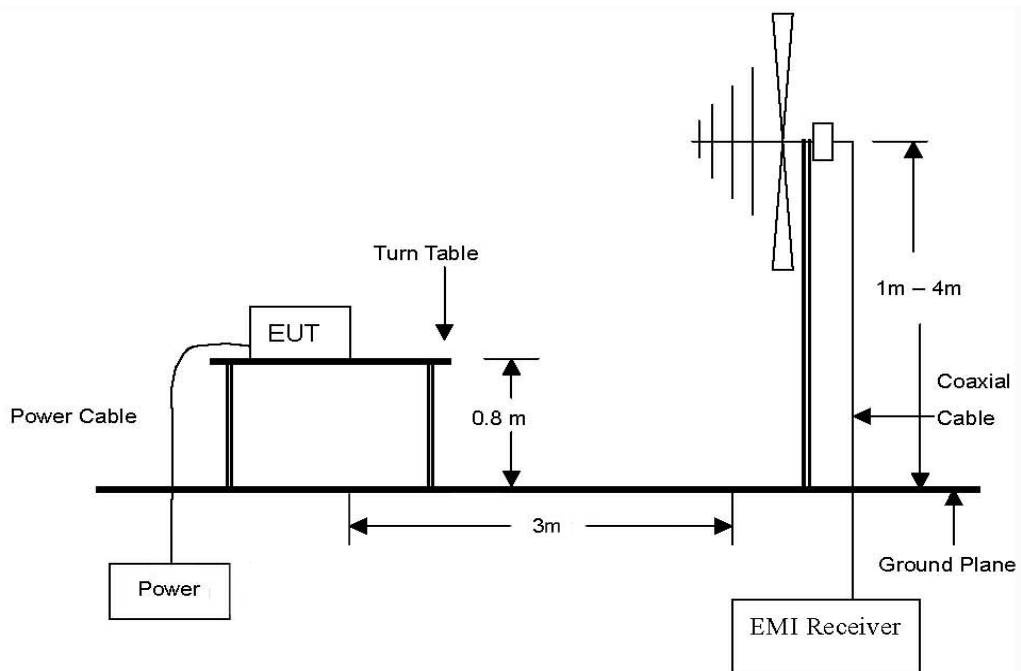 Turn Table
1m – 4m
EUT
Coaxial
Cable
Power Cable
0.8 m
3m
Ground Plane
Power
EMI Receiver